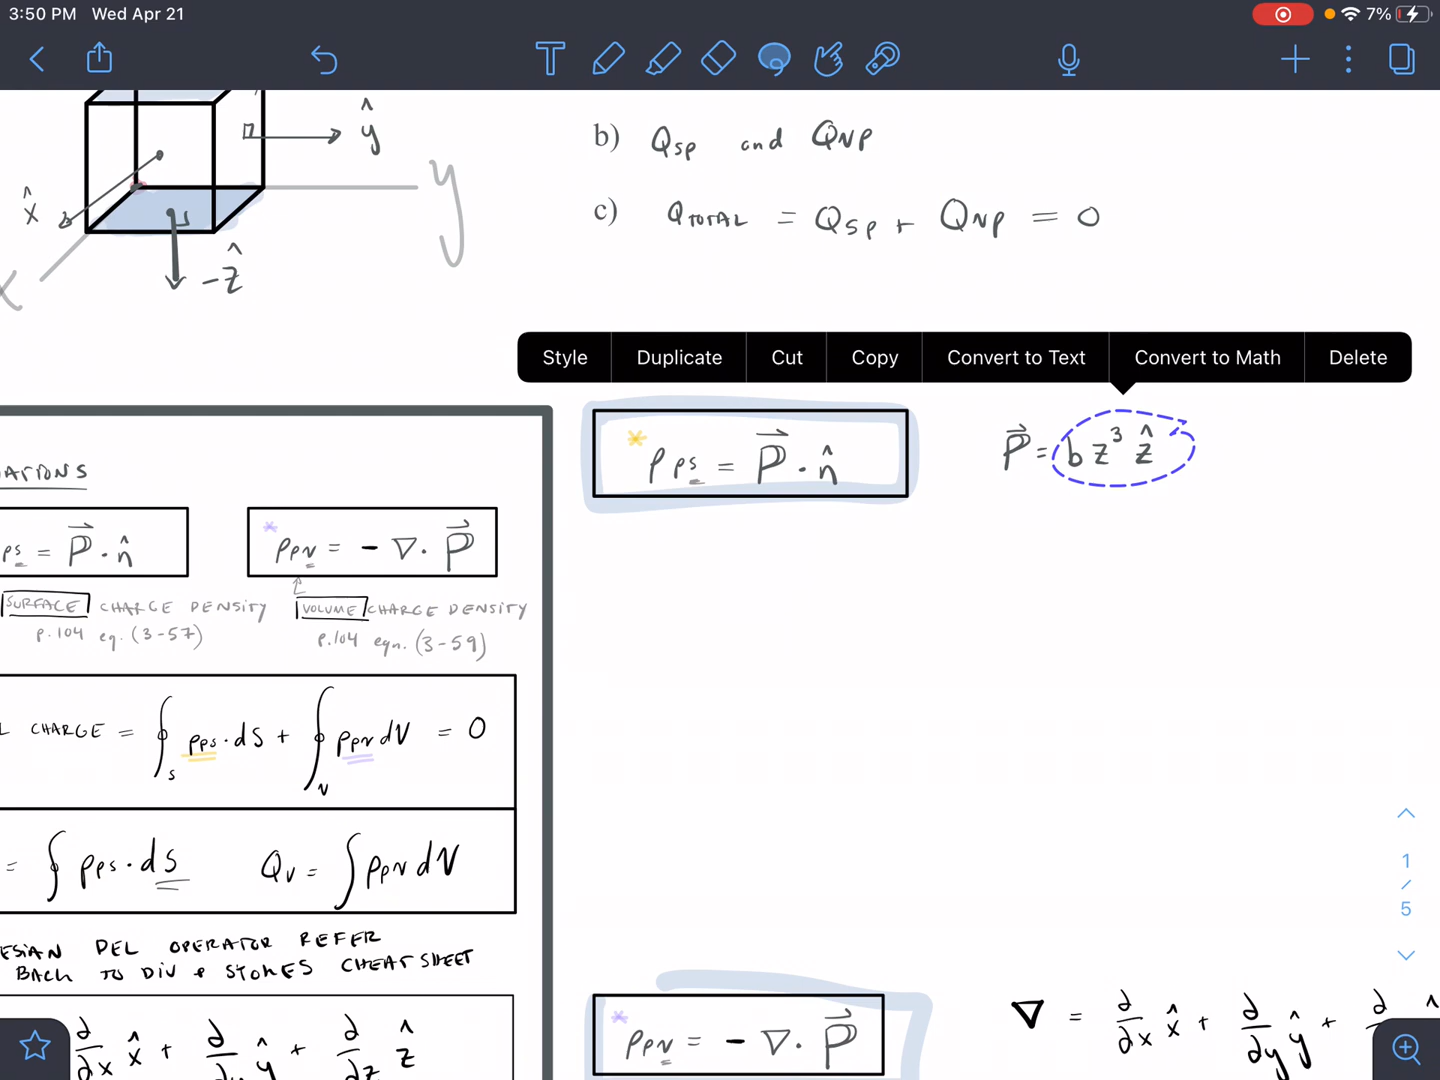 3:50 PM Wed Apr 21 7%
b) Qsp and QNP
ŷ
y
x̂
c) QTOTAL = Qsp + QNP = 0
-ẑ
x
Style Duplicate Cut Copy Convert to Text Convert to Math Delete
* ρps = P⃗ · n̂
P⃗ = bz³ ẑ
ATIONS
ps = P⃗ · n̂
* ρpv = - ∇ · P⃗
SURFACE CHARGE DENSITY
p.104 eq. (3-57)
VOLUME CHARGE DENSITY
p.104 eqn. (3-59)
L CHARGE = ∮s ρps · dS + ∮v ρpv dV = 0
= ∮ ρps · dS Qv = ∫ ρpv dV
1
/
5
ESIAN DEL OPERATOR REFER
BACK TO DIV & STOKES CHEATSHEET
* ρpv = - ∇ · P⃗
∇ = ∂/∂x x̂ + ∂/∂y ŷ + ∂
∂/∂x x̂ + ∂/∂y ŷ + ∂/∂z ẑ